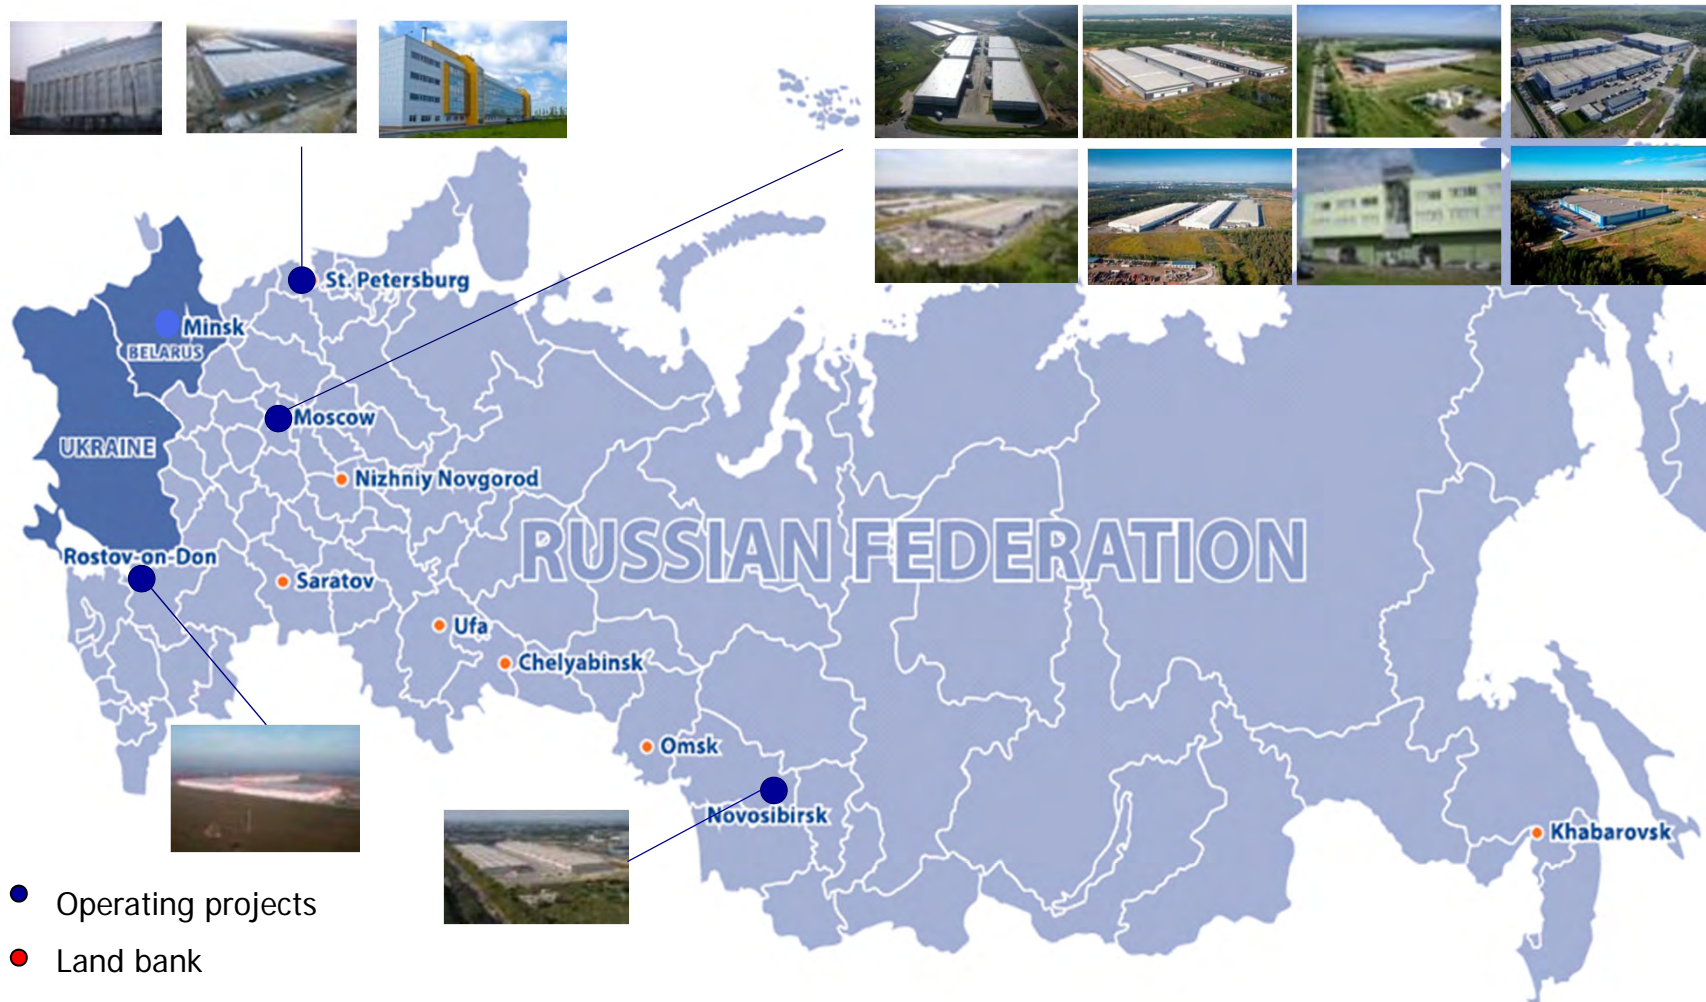 St. Petersburg
Minsk
BELARUS
Moscow
UKRAINE
Nizhniy Novgorod
RUSSIAN FEDERATION
Rostov-on-Don
Saratov
Ufa
Chelyabinsk
Omsk
Novosibirsk
Khabarovsk
Operating projects
Land bank